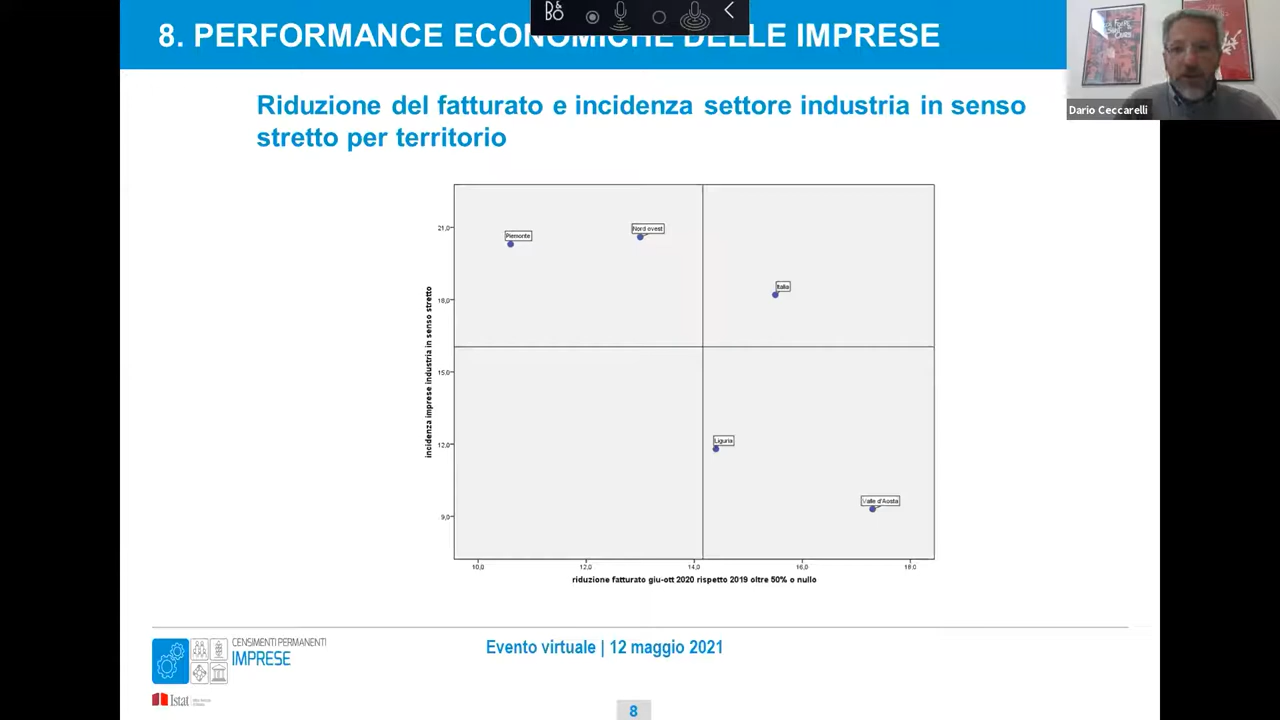 8. PERFORMANCE ECONOMICHE DELLE IMPRESE
Dario Ceccarelli
Riduzione del fatturato e incidenza settore industria in senso
stretto per territorio
incidenza imprese industria in senso stretto
21,0
18,0
15,0
12,0
9,0
Piemonte
Nord ovest
Italia
Liguria
Valle d'Aosta
10,0 12,0 14,0 16,0 18,0
riduzione fatturato giu-ott 2020 rispetto 2019 oltre 50% o nullo
CENSIMENTI PERMANENTI
IMPRESE
Istat
Evento virtuale | 12 maggio 2021
8